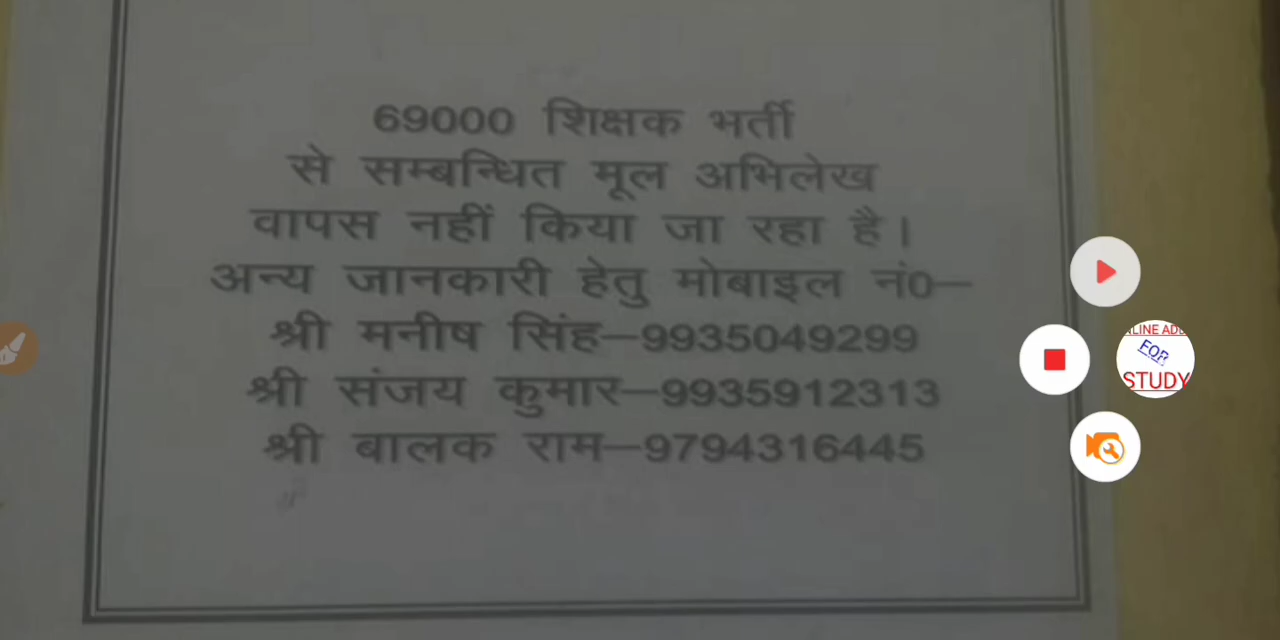 69000 शिक्षक भर्ती
से सम्बन्धित मूल अभिलेख
वापस नहीं किया जा रहा है।
अन्य जानकारी हेतु मोबाइल नं0—
श्री मनीष सिंह—9935049299
श्री संजय कुमार—9935912313
श्री बालक राम—9794316445
FOR
STUDY